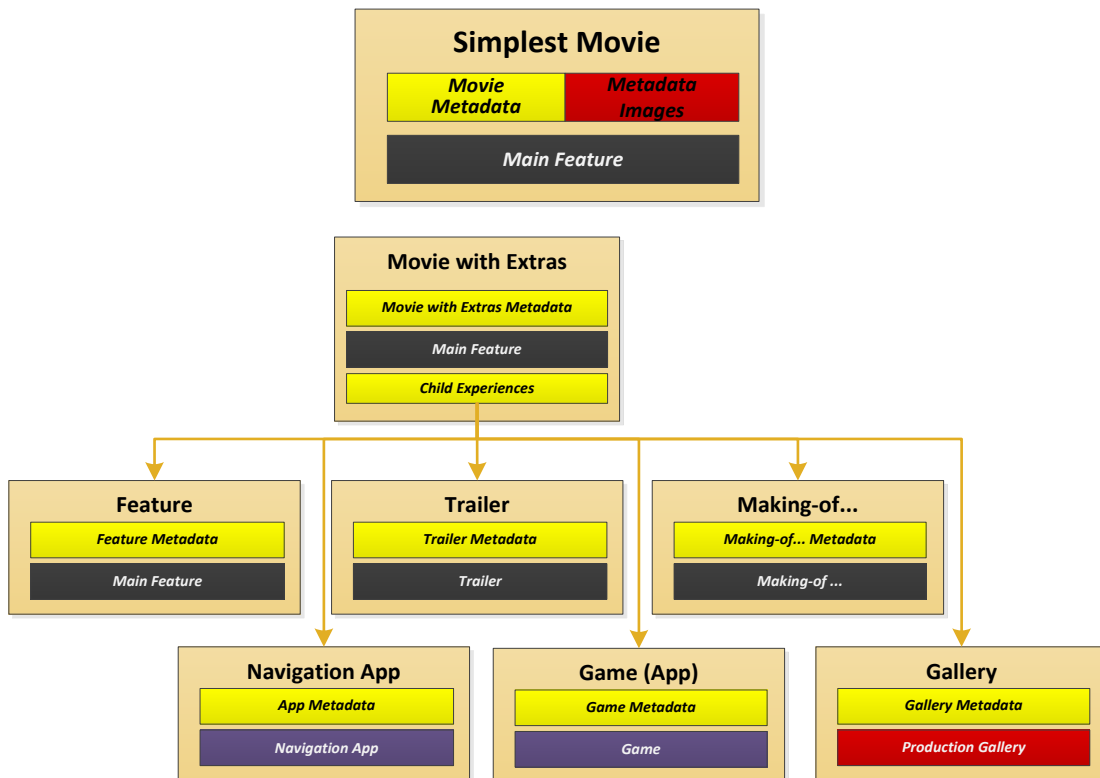 Simplest Movie
Movie
Metadata
Metadata
Images
Main Feature
Movie with Extras
Movie with Extras Metadata
Main Feature
Child Experiences
Feature
Feature Metadata
Main Feature
Trailer
Trailer Metadata
Trailer
Making-of...
Making-of... Metadata
Making-of ...
Navigation App
App Metadata
Navigation App
Game (App)
Game Metadata
Game
Gallery
Gallery Metadata
Production Gallery